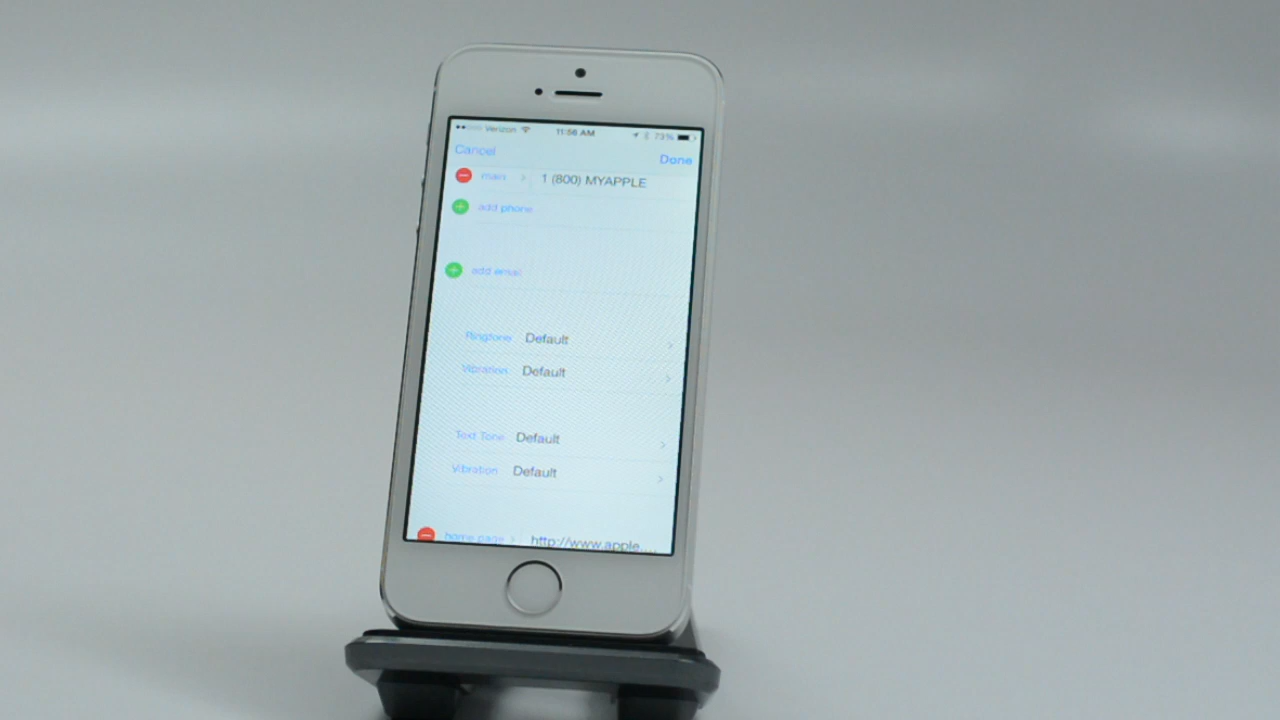 Verizon 11:56 AM 73%
Cancel Done
main 1 (800) MYAPPLE
add phone
add email
Ringtone Default
Vibration Default
Text Tone Default
Vibration Default
home page http://www.apple....